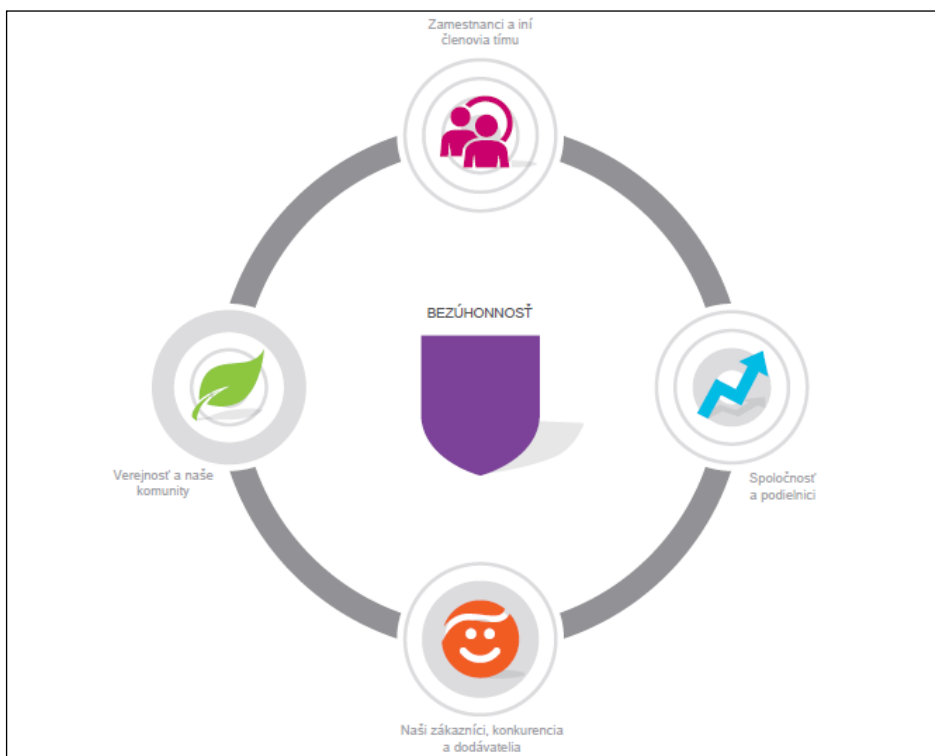 Zamestnanci a iní
členovia tímu
BEZÚHONNOSŤ
Verejnosť a naše
komunity
Spoločnosť
a podielnici
Naši zákazníci, konkurencia
a dodávatelia